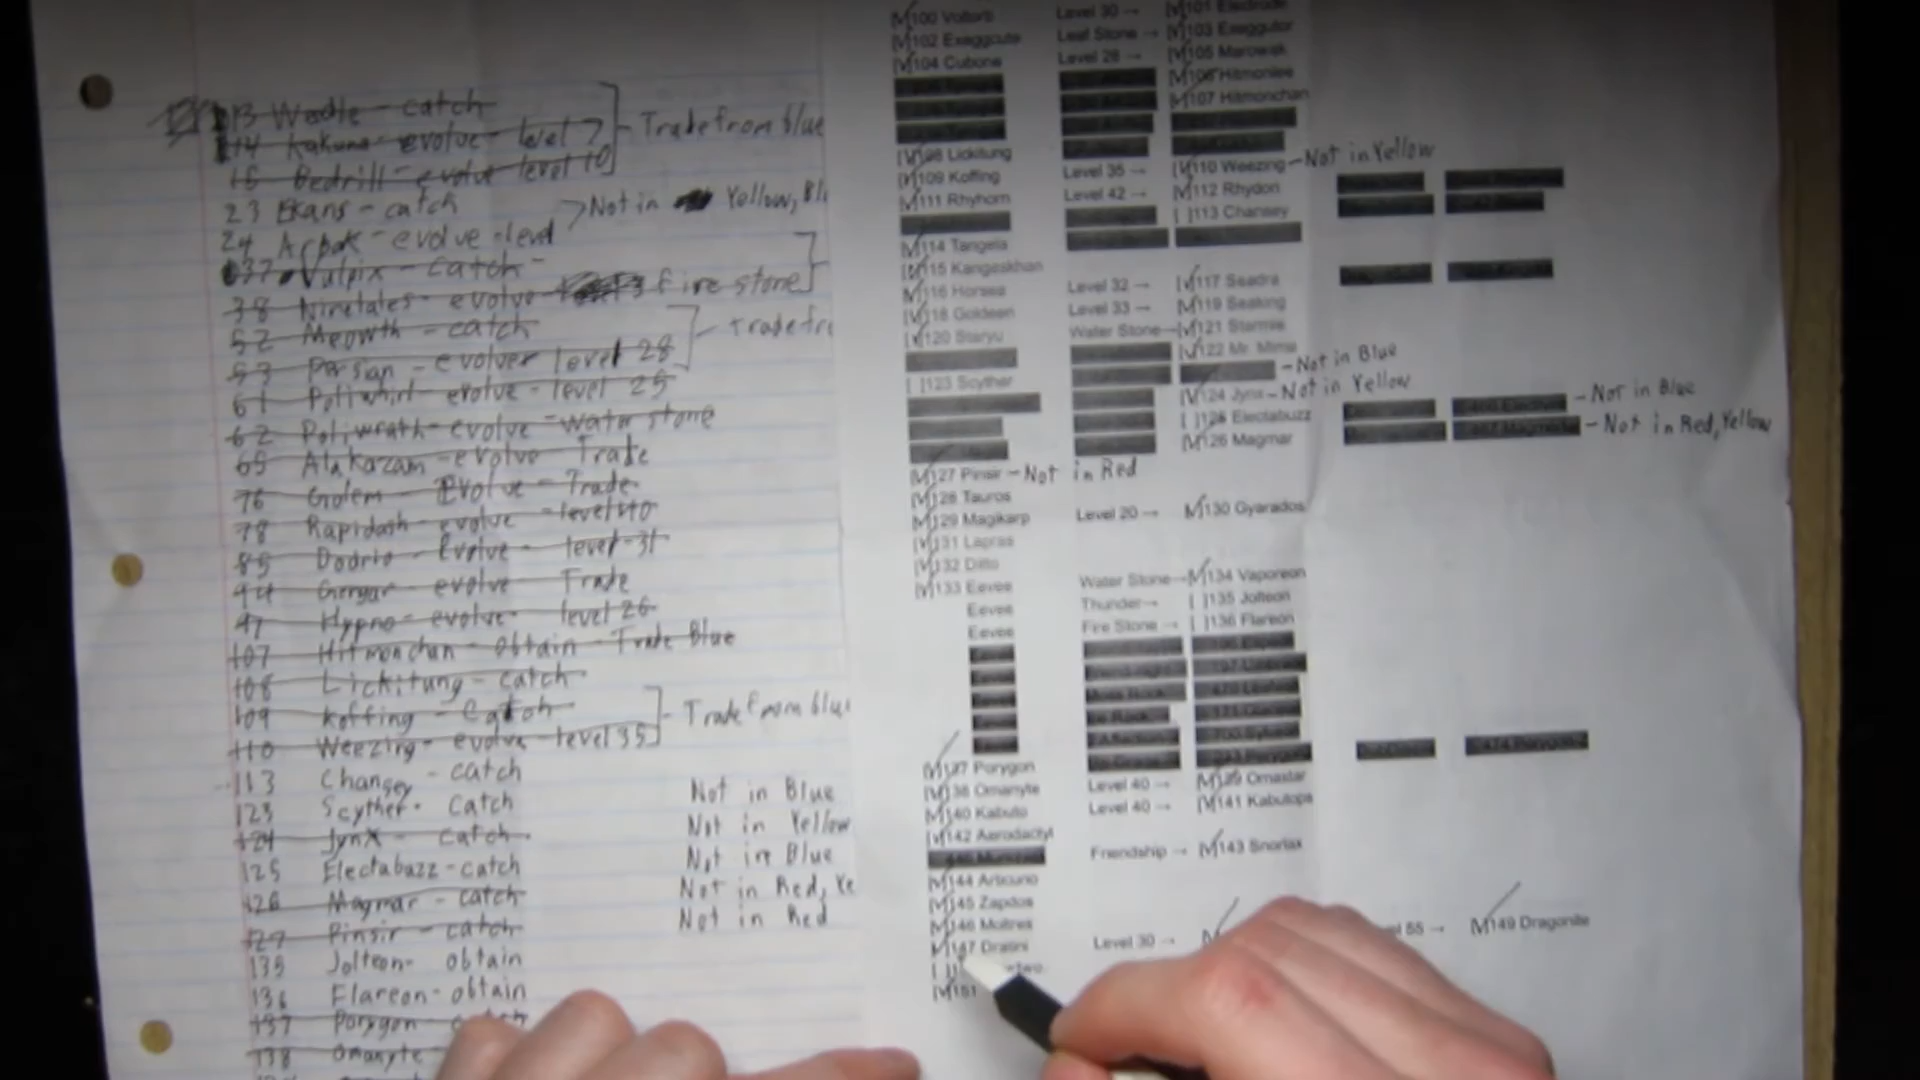 13 Weedle - catch
14 Kakuna - evolve - level 7
Trade from blue
15 Bedrill - evolve level 10
23 Ekans - catch
Not in Yellow,
24 Arbok - evolve - level
37 Vulpix - catch
38 Ninetales - evolve - fire stone
52 Meowth - catch
53 Persian - evolve level 28
61 Poliwhirl evolve - level 25
62 Poliwrath - evolve - water stone
65 Alakazam - evolve Trade
76 Golem - Evolve - Trade
78 Rapidash - evolve - level 40
85 Dodrio - Evolve - level 31
94 Gengar - evolve Trade
97 Hypno - evolve - level 26
107 Hitmonchan - Obtain - Trade Blue
108 Lickitung - catch
109 Koffing - Catch
Trade from blue
110 Weezing - evolve - level 35
113 Chansey - catch Not in Blue
123 Scyther - Catch Not in Yellow
124 Jynx - catch Not in Blue
125 Electabuzz - catch Not in Red, Ye
126 Magmar - catch Not in Red
127 Pinsir - catch
135 Jolteon - obtain
136 Flareon - obtain
137 Porygon -
138 Omanyte -
100 Voltorb Level 30 → 101 Electrode
102 Exeggcute Leaf Stone → 103 Exeggutor
104 Cubone Level 28 → 105 Marowak
106 Hitmonlee
107 Hitmonchan
108 Lickitung
109 Koffing Level 35 → 110 Weezing - Not in Yellow
111 Rhyhorn Level 42 → 112 Rhydon
[ ]113 Chansey
114 Tangela
115 Kangaskhan
116 Horsea Level 32 → 117 Seadra
118 Goldeen Level 33 → 119 Seaking
120 Staryu Water Stone→ 121 Starmie
122 Mr. Mime
- Not in Blue
[ ]123 Scyther
124 Jynx - Not in Yellow
[ ]125 Electabuzz - Not in Blue
126 Magmar - Not in Red, Yellow
127 Pinsir - Not in Red
128 Tauros
129 Magikarp Level 20 → 130 Gyarados
131 Lapras
132 Ditto
133 Eevee Water Stone→ 134 Vaporeon
Eevee Thunder→ [ ]135 Jolteon
Eevee Fire Stone → [ ]136 Flareon
137 Porygon
138 Omanyte Level 40 → 139 Omastar
140 Kabuto Level 40 → 141 Kabutops
142 Aerodactyl
Friendship → 143 Snorlax
144 Articuno
145 Zapdos
146 Moltres
147 Dratini Level 30 → 55 → 149 Dragonite
151